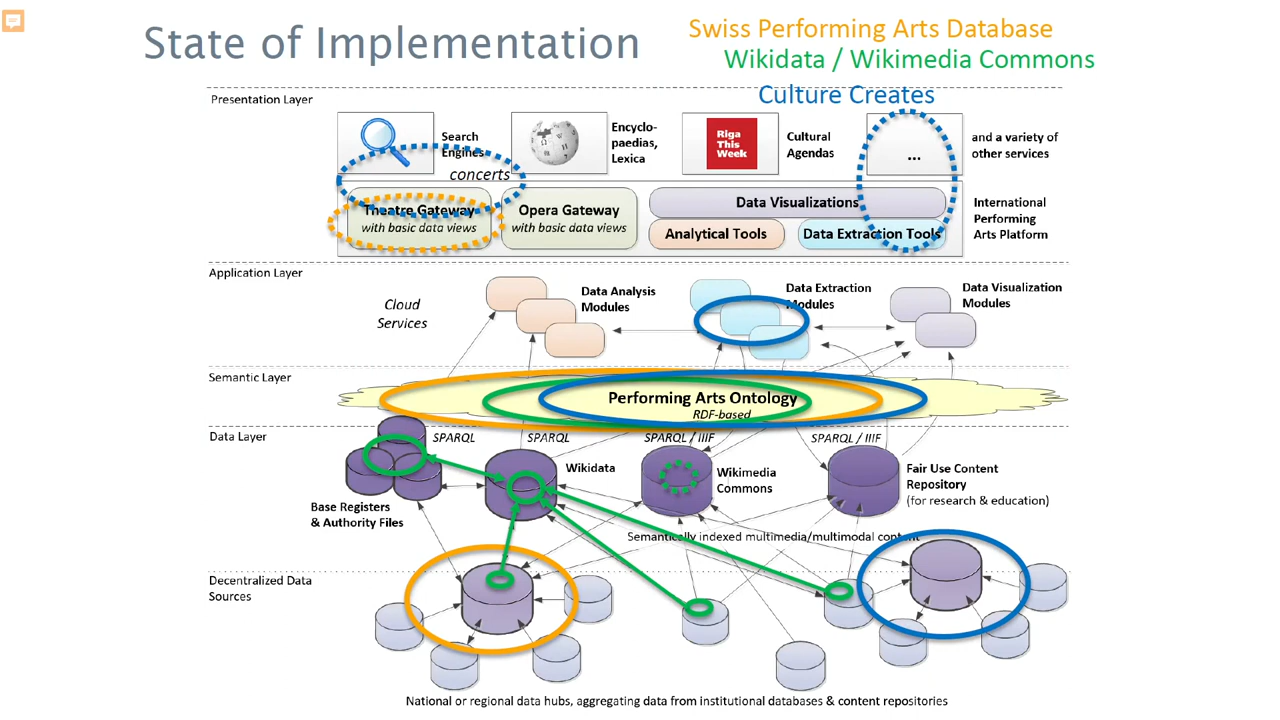 State of Implementation
Swiss Performing Arts Database
Wikidata / Wikimedia Commons
Culture Creates
Presentation Layer
Search
Engines
Encyclo-
paedias,
Lexica
Riga
This
Week
Cultural
Agendas
...
and a variety of
other services
concerts
Theatre Gateway
with basic data views
Opera Gateway
with basic data views
Data Visualizations
Analytical Tools
Data Extraction Tools
International
Performing
Arts Platform
Application Layer
Cloud
Services
Data Analysis
Modules
Data Extraction
Modules
Data Visualization
Modules
Semantic Layer
Performing Arts Ontology
RDF-based
Data Layer
SPARQL
SPARQL
SPARQL / IIIF
SPARQL / IIIF
Base Registers
& Authority Files
Wikidata
Wikimedia
Commons
Fair Use Content
Repository
(for research & education)
Semantically indexed multimedia/multimodal content
Decentralized Data
Sources
National or regional data hubs, aggregating data from institutional databases & content repositories